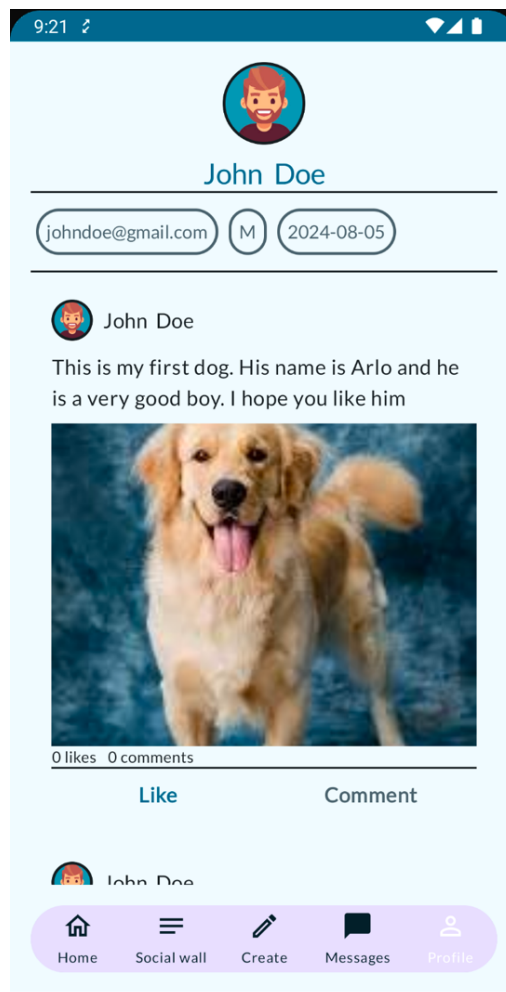 9:21
John Doe
johndoe@gmail.com M 2024-08-05
John Doe
This is my first dog. His name is Arlo and he
is a very good boy. I hope you like him
0 likes 0 comments
Like Comment
John Doe
Home Social wall Create Messages Profile